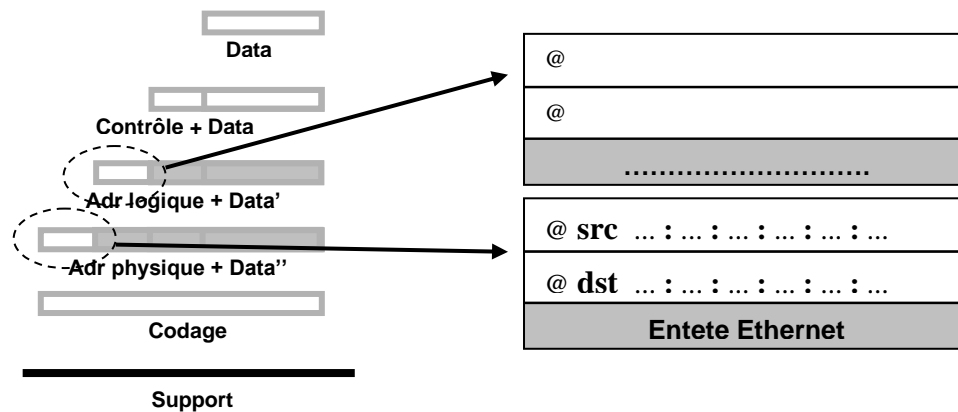 Data
Contrôle + Data
Adr logique + Data'
Adr physique + Data''
Codage
Support
@
@
................................
@ src ... : ... : ... : ... : ... : ...
@ dst ... : ... : ... : ... : ... : ...
Entete Ethernet